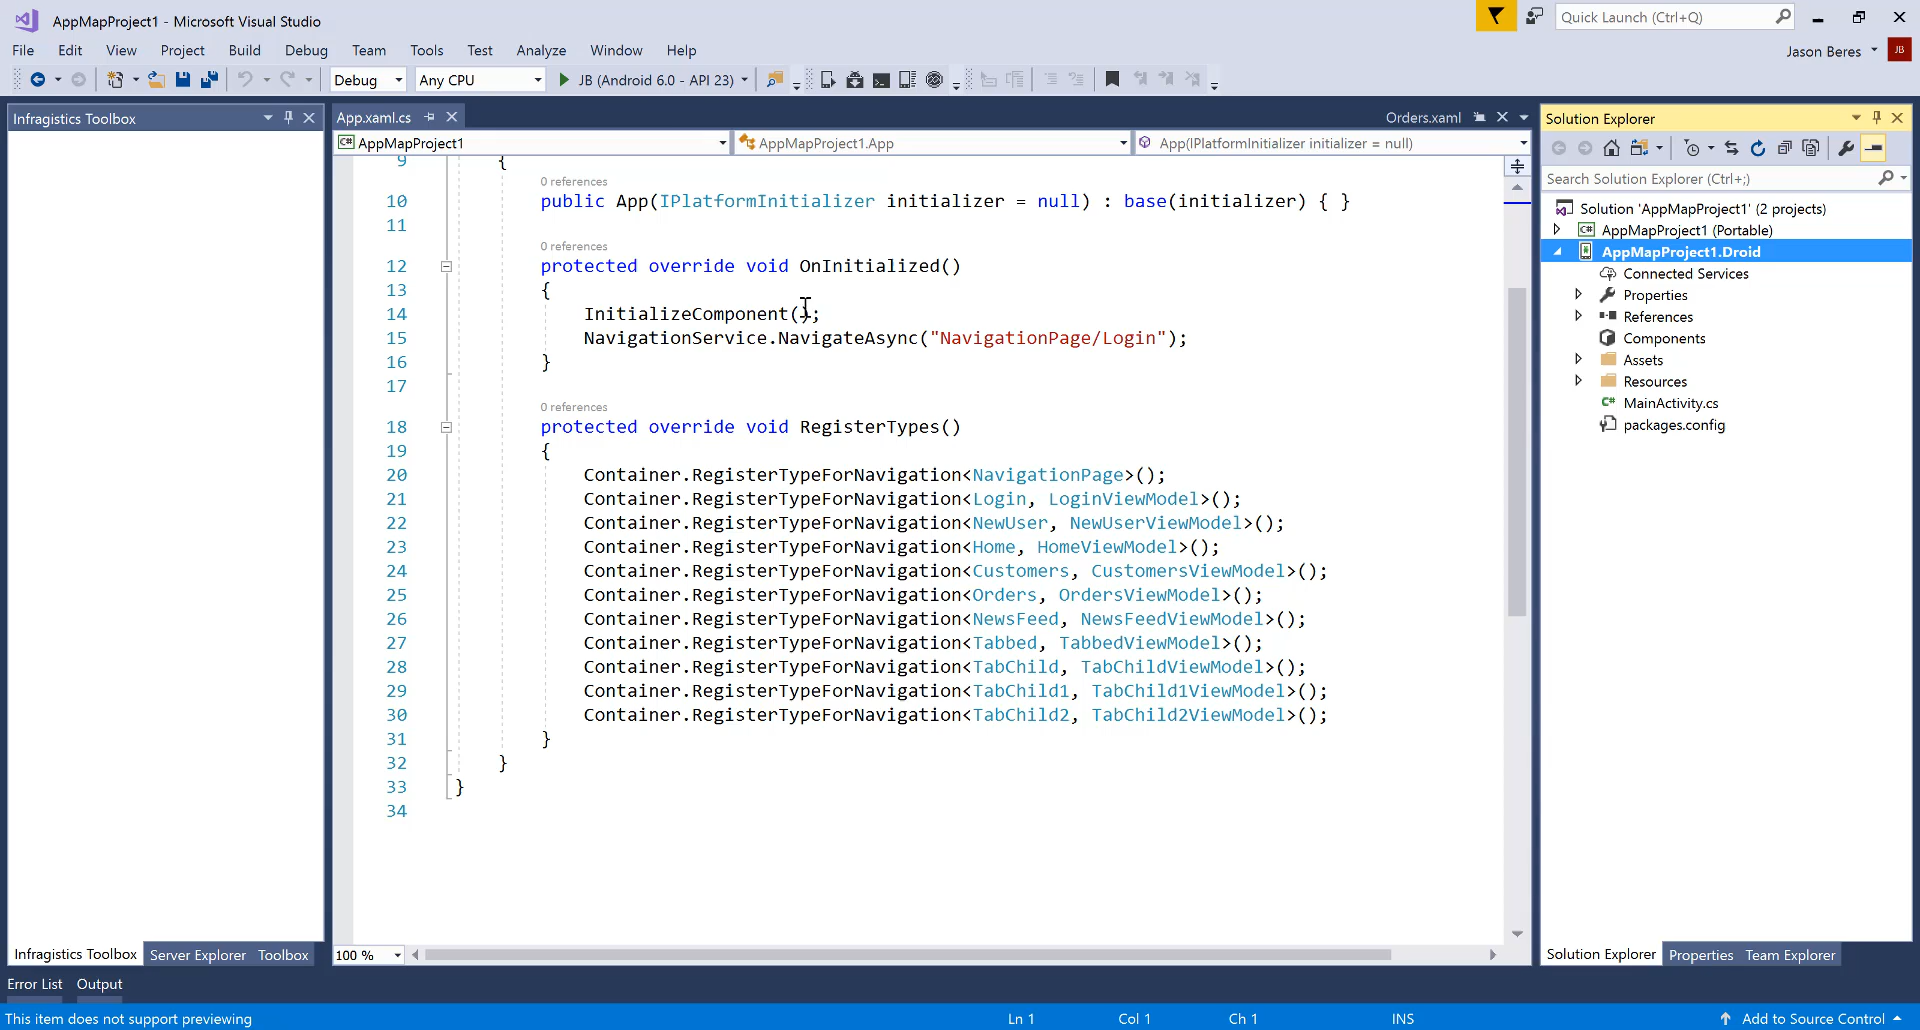 AppMapProject1 - Microsoft Visual Studio
Quick Launch (Ctrl+Q)
File Edit View Project Build Debug Team Tools Test Analyze Window Help
Jason Beres JB
Debug Any CPU JB (Android 6.0 - API 23)
Infragistics Toolbox
App.xaml.cs
Orders.xaml
Solution Explorer
C# AppMapProject1
AppMapProject1.App
App(IPlatformInitializer initializer = null)
Search Solution Explorer (Ctrl+;)
Solution 'AppMapProject1' (2 projects)
C# AppMapProject1 (Portable)
AppMapProject1.Droid
Connected Services
Properties
References
Components
Assets
Resources
C# MainActivity.cs
packages.config
9 {
0 references
10 public App(IPlatformInitializer initializer = null) : base(initializer) { }
11
0 references
12 protected override void OnInitialized()
13 {
14 InitializeComponent();
15 NavigationService.NavigateAsync("NavigationPage/Login");
16 }
17
0 references
18 protected override void RegisterTypes()
19 {
20 Container.RegisterTypeForNavigation<NavigationPage>();
21 Container.RegisterTypeForNavigation<Login, LoginViewModel>();
22 Container.RegisterTypeForNavigation<NewUser, NewUserViewModel>();
23 Container.RegisterTypeForNavigation<Home, HomeViewModel>();
24 Container.RegisterTypeForNavigation<Customers, CustomersViewModel>();
25 Container.RegisterTypeForNavigation<Orders, OrdersViewModel>();
26 Container.RegisterTypeForNavigation<NewsFeed, NewsFeedViewModel>();
27 Container.RegisterTypeForNavigation<Tabbed, TabbedViewModel>();
28 Container.RegisterTypeForNavigation<TabChild, TabChildViewModel>();
29 Container.RegisterTypeForNavigation<TabChild1, TabChild1ViewModel>();
30 Container.RegisterTypeForNavigation<TabChild2, TabChild2ViewModel>();
31 }
32 }
33 }
34
Infragistics Toolbox Server Explorer Toolbox
100 %
Solution Explorer Properties Team Explorer
Error List Output
This item does not support previewing
Ln 1 Col 1 Ch 1 INS
Add to Source Control